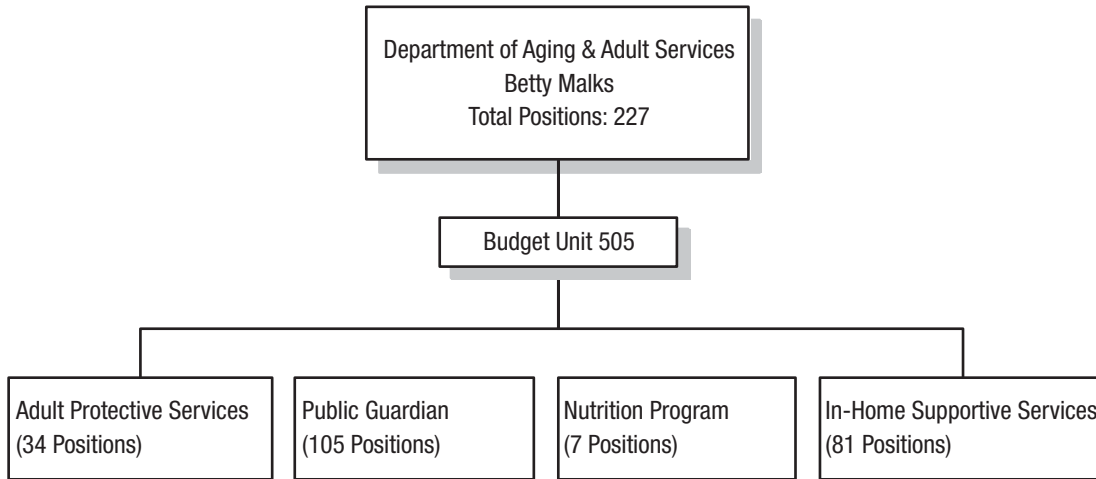 Department of Aging & Adult Services
Betty Malks
Total Positions: 227
Budget Unit 505
Adult Protective Services
(34 Positions)
Public Guardian
(105 Positions)
Nutrition Program
(7 Positions)
In-Home Supportive Services
(81 Positions)